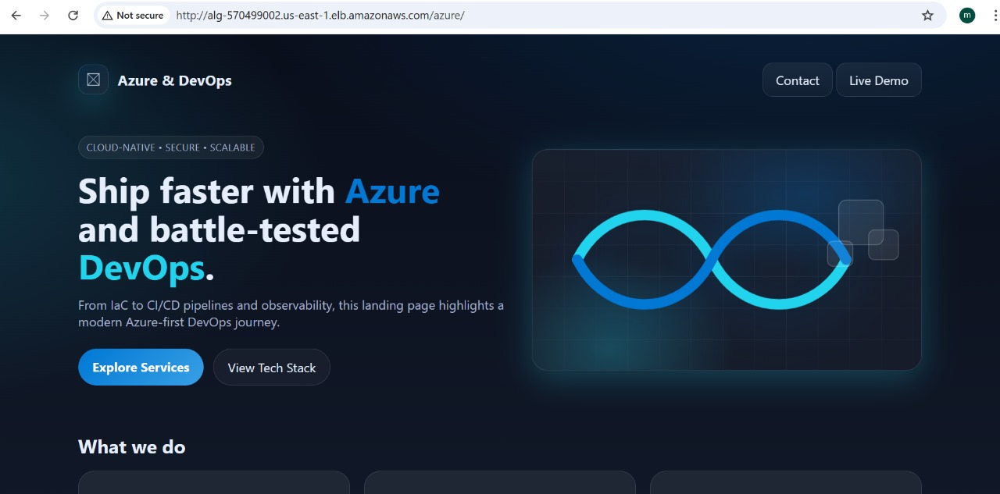 Not secure
http://alg-570499002.us-east-1.elb.amazonaws.com/azure/
m
Azure & DevOps
Contact
Live Demo
CLOUD-NATIVE • SECURE • SCALABLE
Ship faster with Azure
and battle-tested
DevOps.
From IaC to CI/CD pipelines and observability, this landing page highlights a
modern Azure-first DevOps journey.
Explore Services
View Tech Stack
What we do